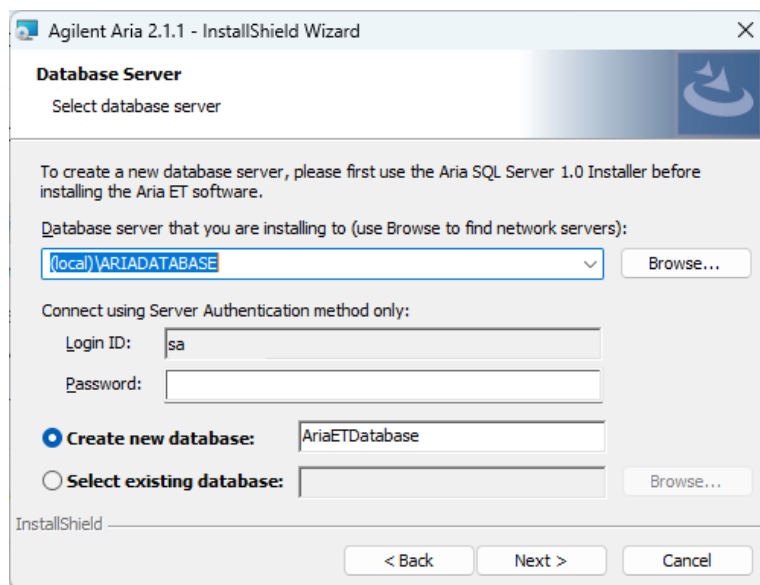 Agilent Aria 2.1.1 - InstallShield Wizard
Database Server
Select database server
To create a new database server, please first use the Aria SQL Server 1.0 Installer before
installing the Aria ET software.
Database server that you are installing to (use Browse to find network servers):
(local)\ARIADATABASE
Browse...
Connect using Server Authentication method only:
Login ID: sa
Password:
Create new database: AriaETDatabase
Select existing database: Browse...
InstallShield
< Back Next > Cancel